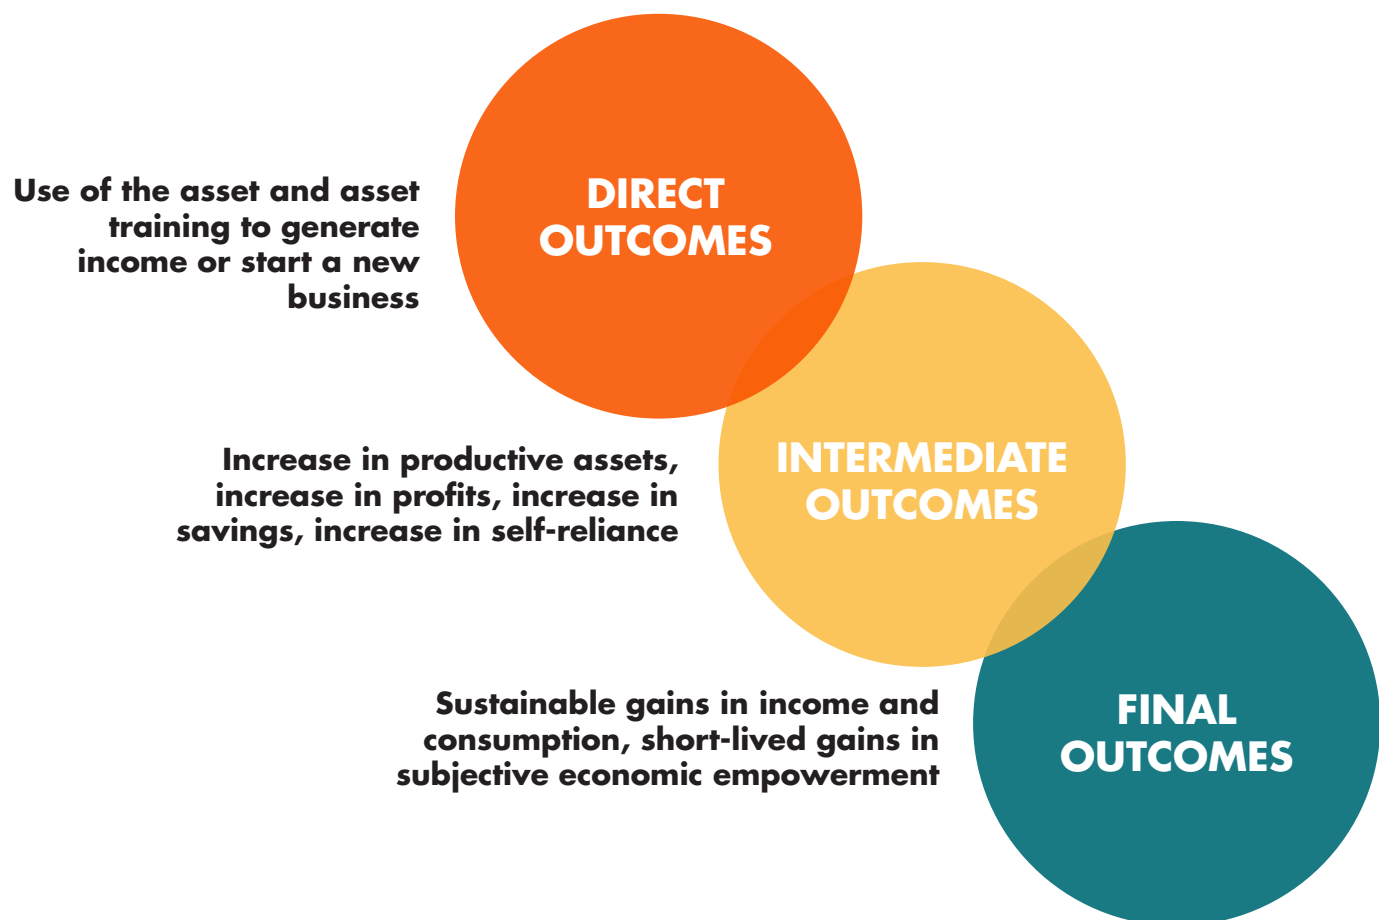 Use of the asset and asset
training to generate
income or start a new
business
DIRECT
OUTCOMES
Increase in productive assets,
increase in profits, increase in
savings, increase in self-reliance
INTERMEDIATE
OUTCOMES
Sustainable gains in income and
consumption, short-lived gains in
subjective economic empowerment
FINAL
OUTCOMES